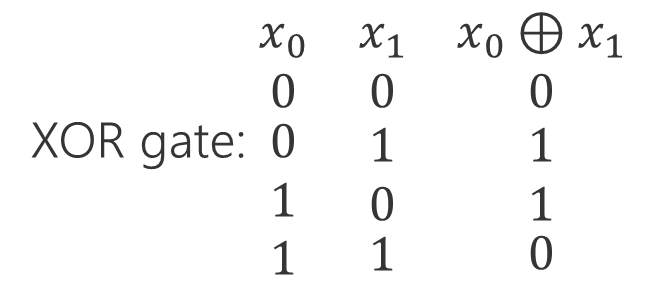 x₀ x₁ x₀ ⊕ x₁
0 0 0
XOR gate: 0 1 1
1 0 1
1 1 0